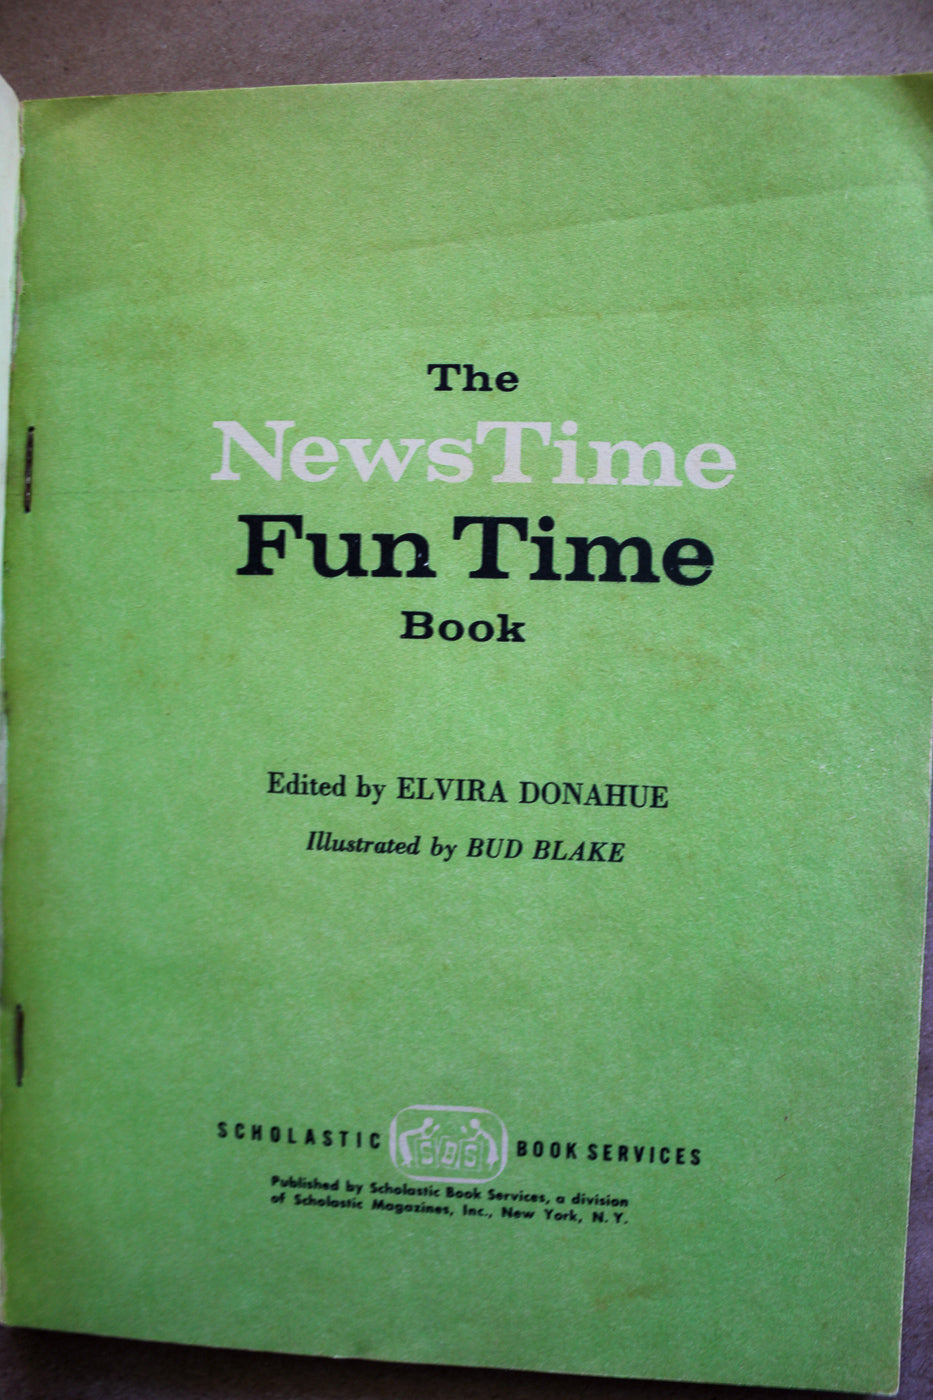 The
NewsTime
Fun Time
Book
Edited by ELVIRA DONAHUE
Illustrated by BUD BLAKE
SCHOLASTIC SBS BOOK SERVICES
Published by Scholastic Book Services, a division
of Scholastic Magazines, Inc., New York, N. Y.